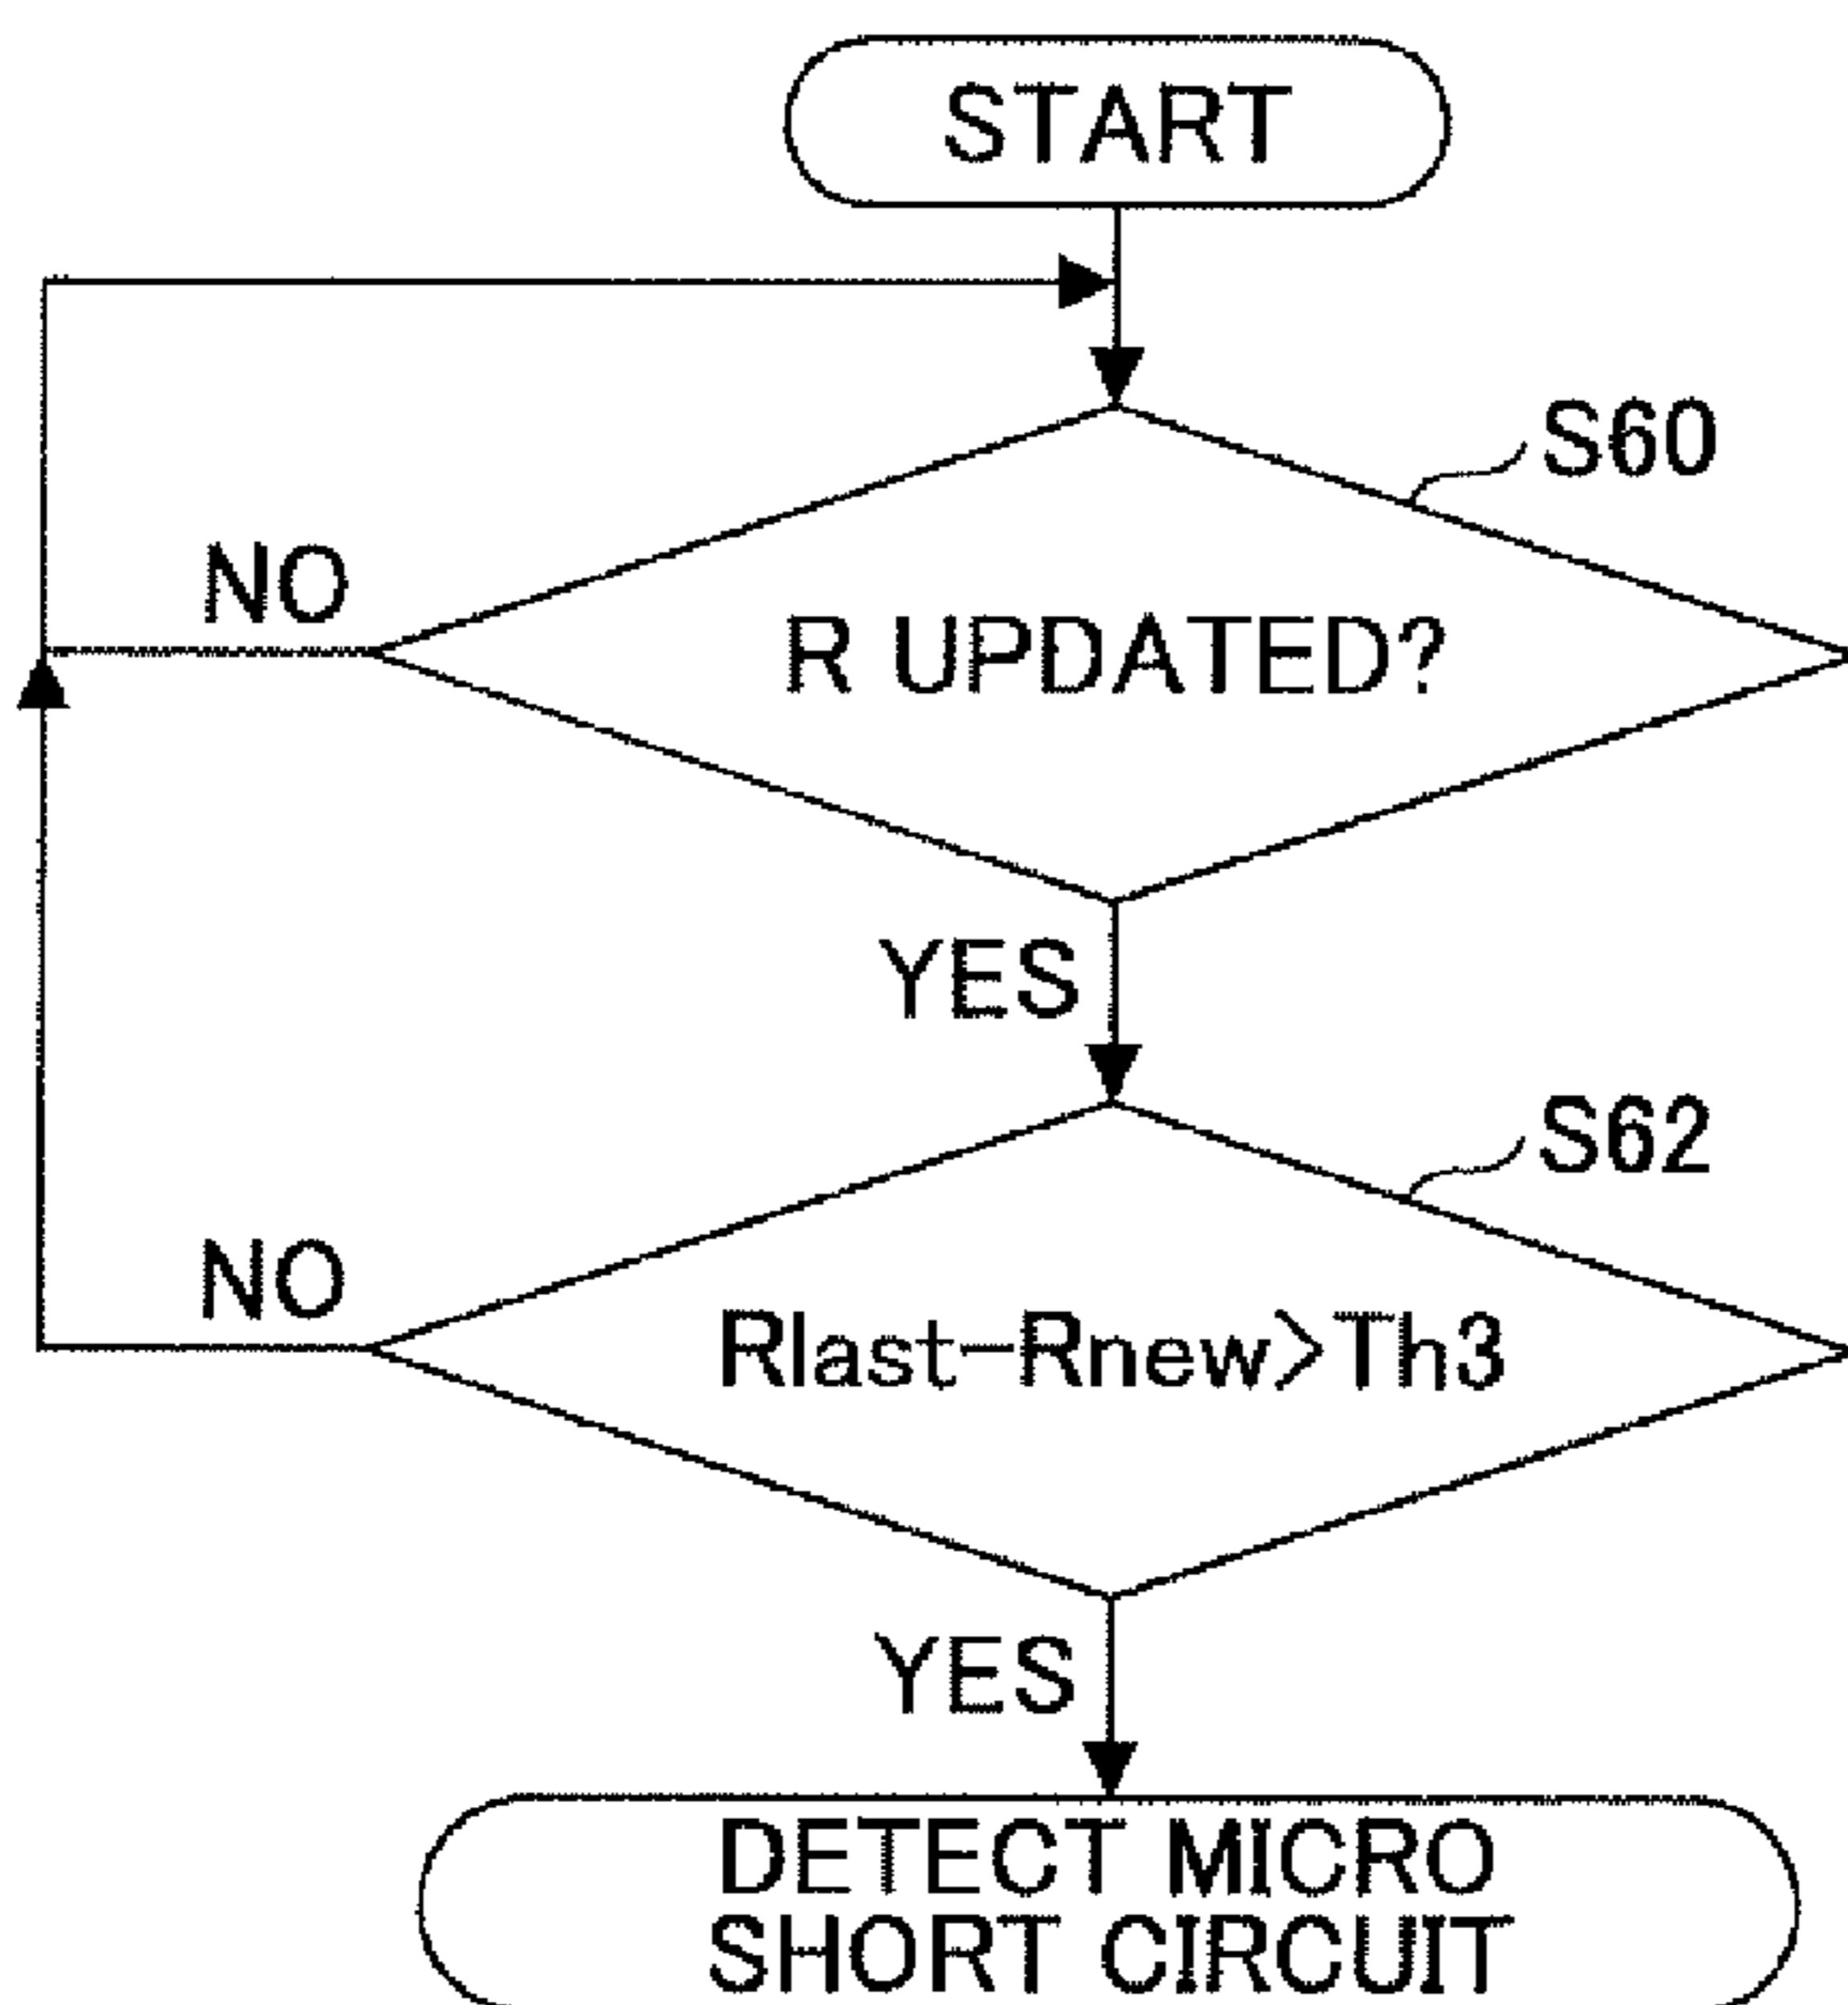 START
S60
NO
R UPDATED?
YES
S62
NO
Rlast-Rnew>Th3
YES
DETECT MICRO
SHORT CIRCUIT